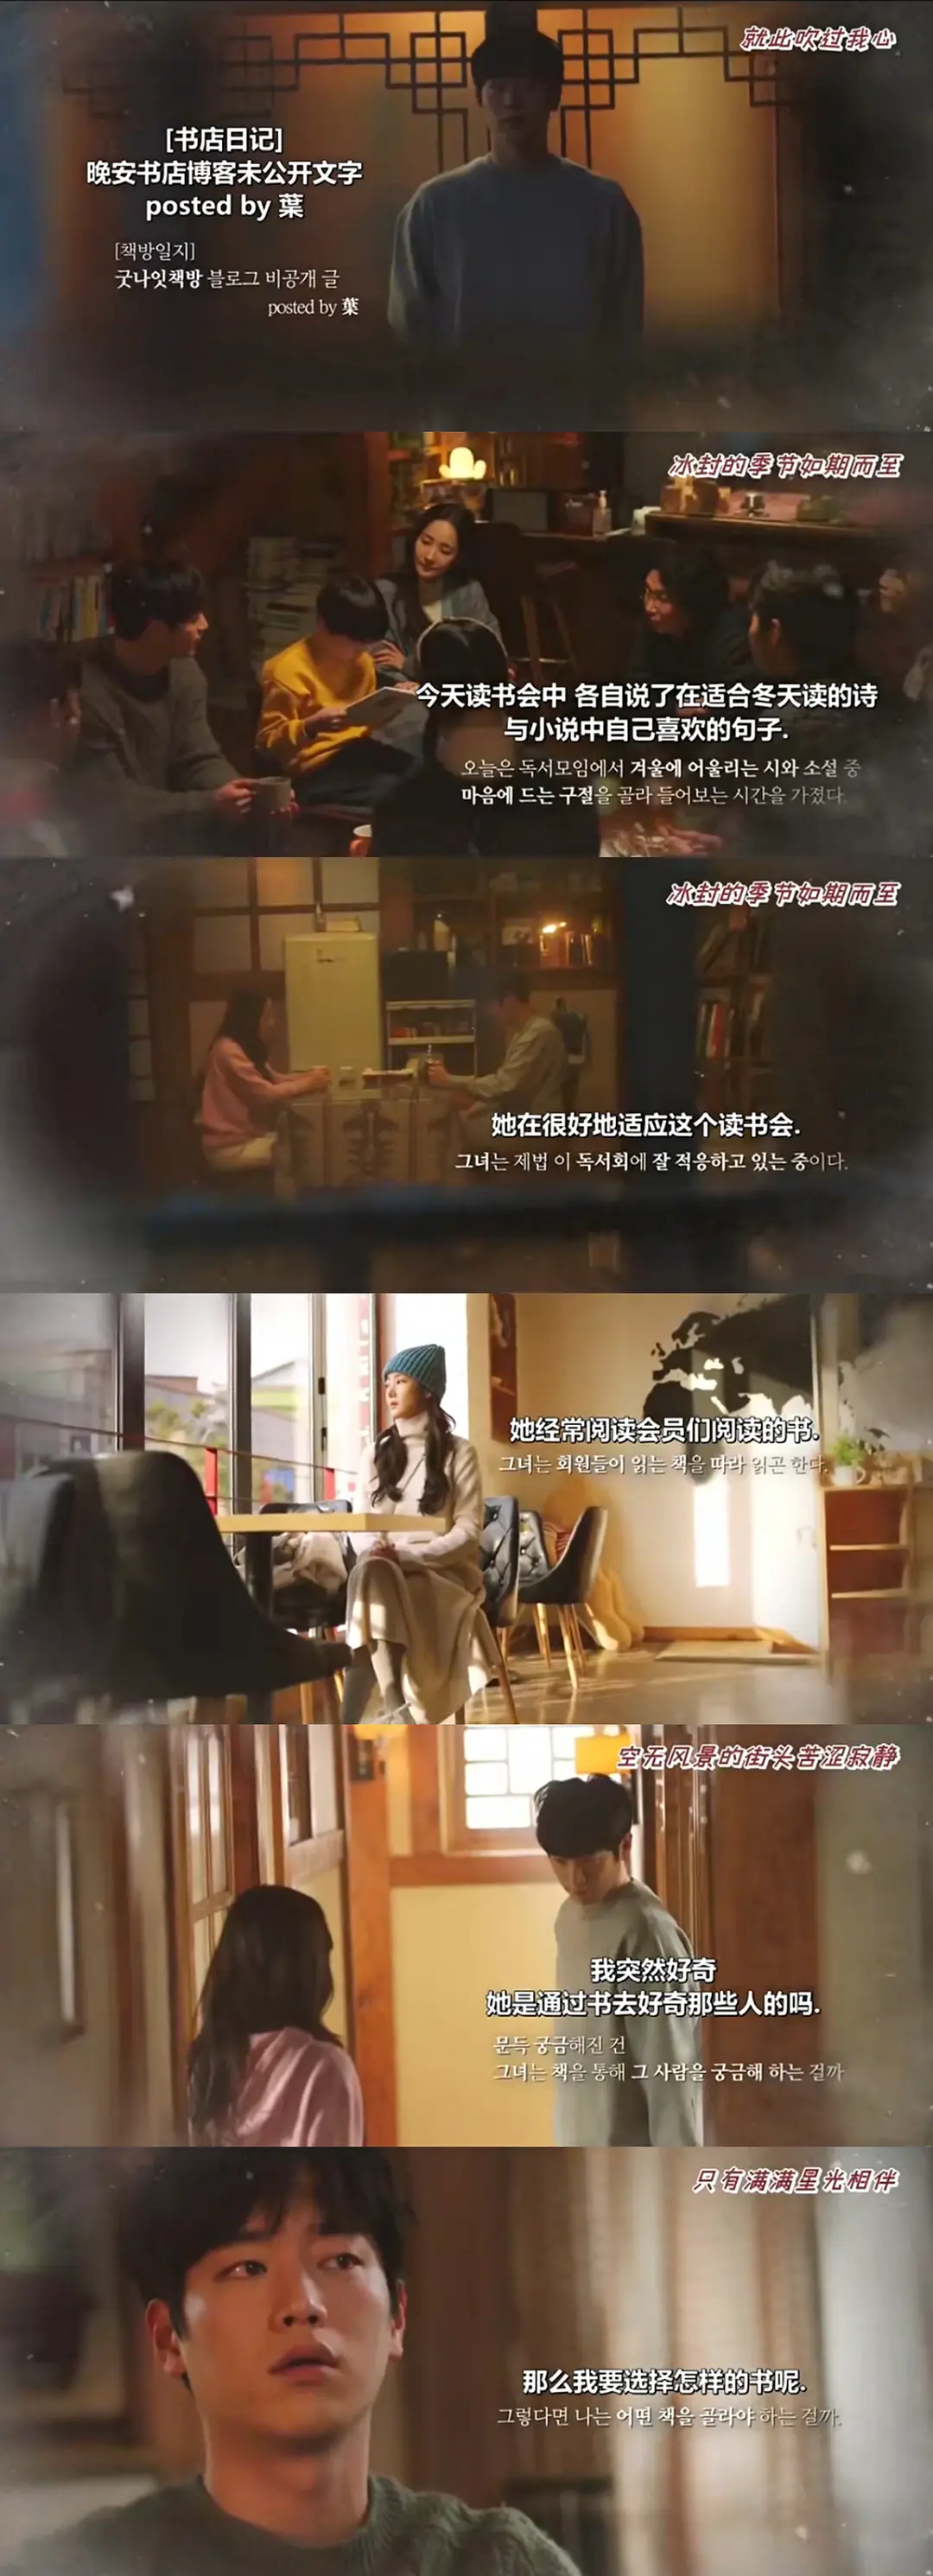 就此吹过我心
[书店日记]
晚安书店博客未公开文字
posted by 葉
[책방일지]
굿나잇책방 블로그 비공개 글
posted by 葉
冰封的季节如期而至
今天读书会中 各自说了在适合冬天读的诗
与小说中自己喜欢的句子.
오늘은 독서모임에서 겨울에 어울리는 시와 소설 중
마음에 드는 구절을 골라 들어보는 시간을 가졌다.
冰封的季节如期而至
她在很好地适应这个读书会.
그녀는 제법 이 독서회에 잘 적응하고 있는 중이다.
她经常阅读会员们阅读的书.
그녀는 회원들이 읽는 책을 따라 읽곤 한다.
空无风景的街头苦涩寂静
我突然好奇
她是通过书去好奇那些人的吗.
문득 궁금해진 건
그녀는 책을 통해 그 사람을 궁금해 하는 걸까
只有满满星光相伴
那么我要选择怎样的书呢.
그렇다면 나는 어떤 책을 골라야 하는 걸까.